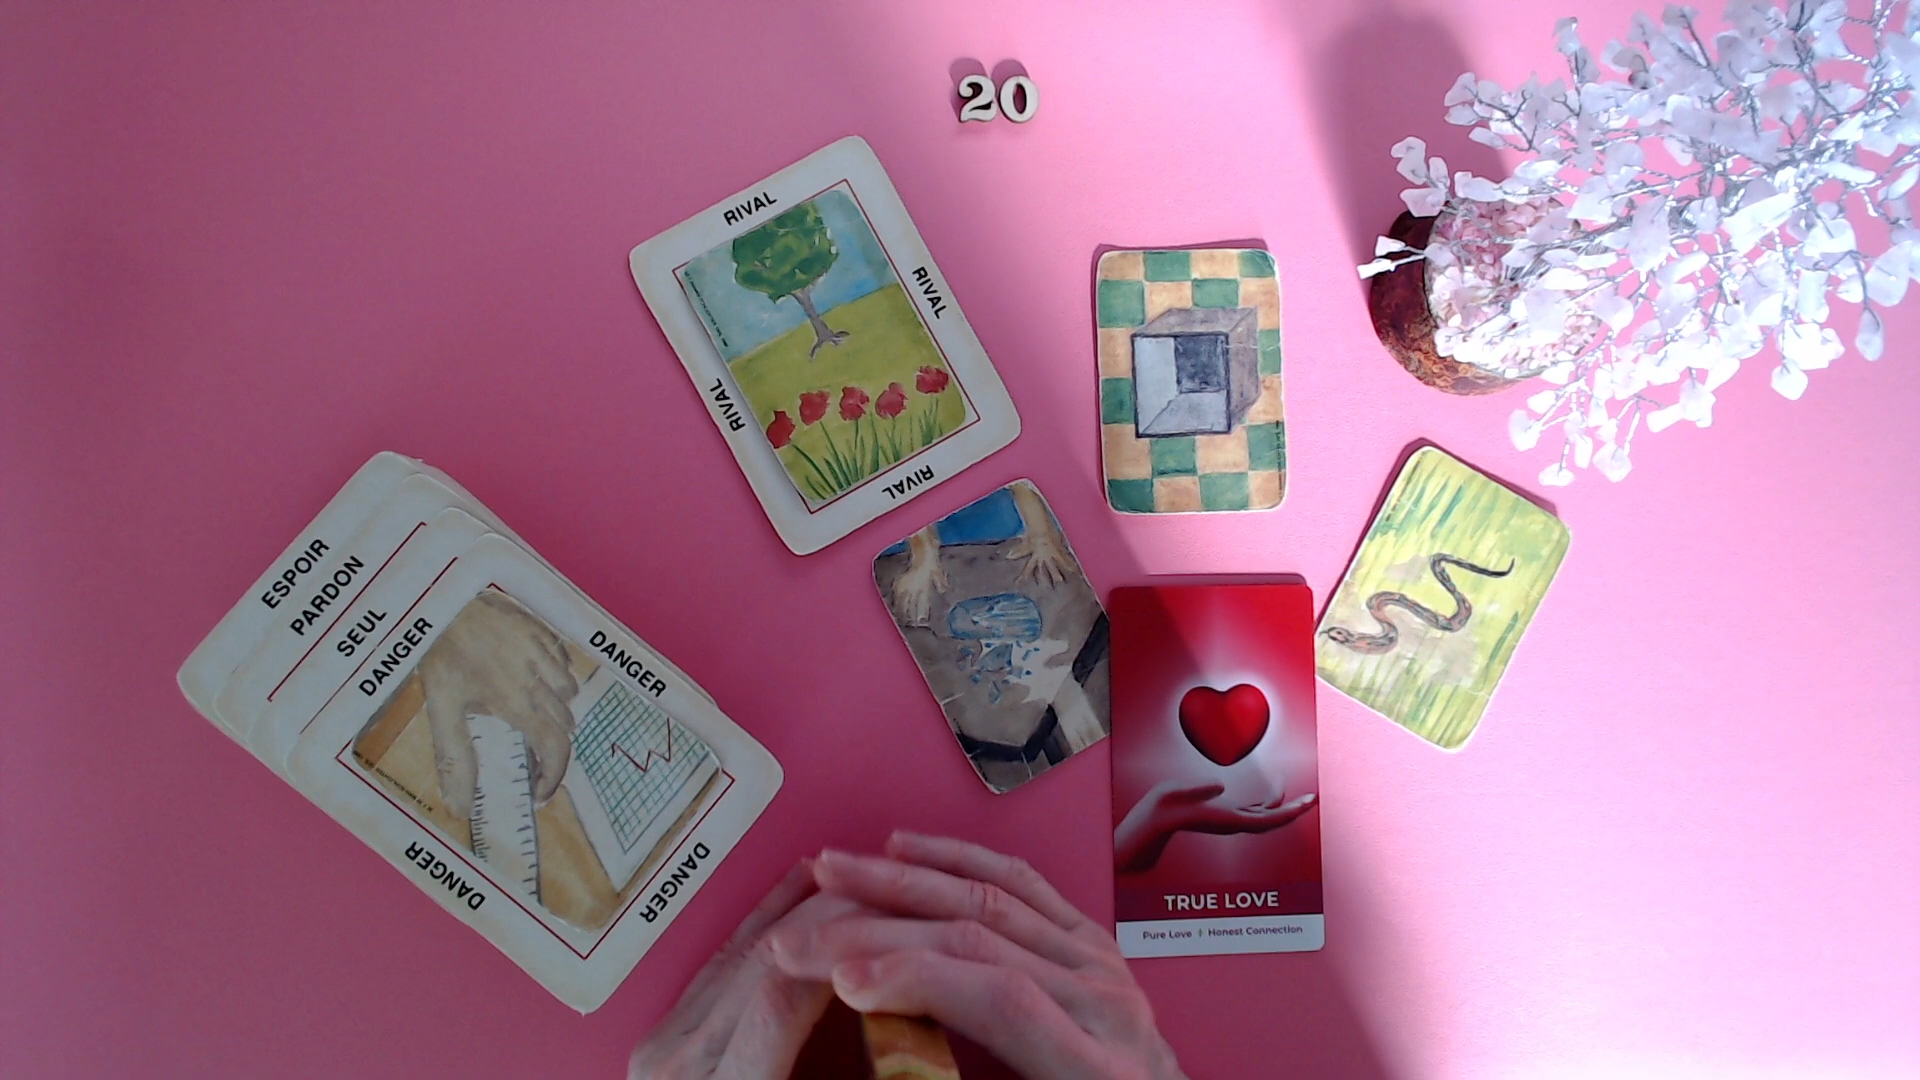 20
RIVAL
RIVAL
RIVAL
RIVAL
ESPOIR
PARDON
SEUL
DANGER
DANGER
DANGER
DANGER
TRUE LOVE
Pure Love | Honest Connection